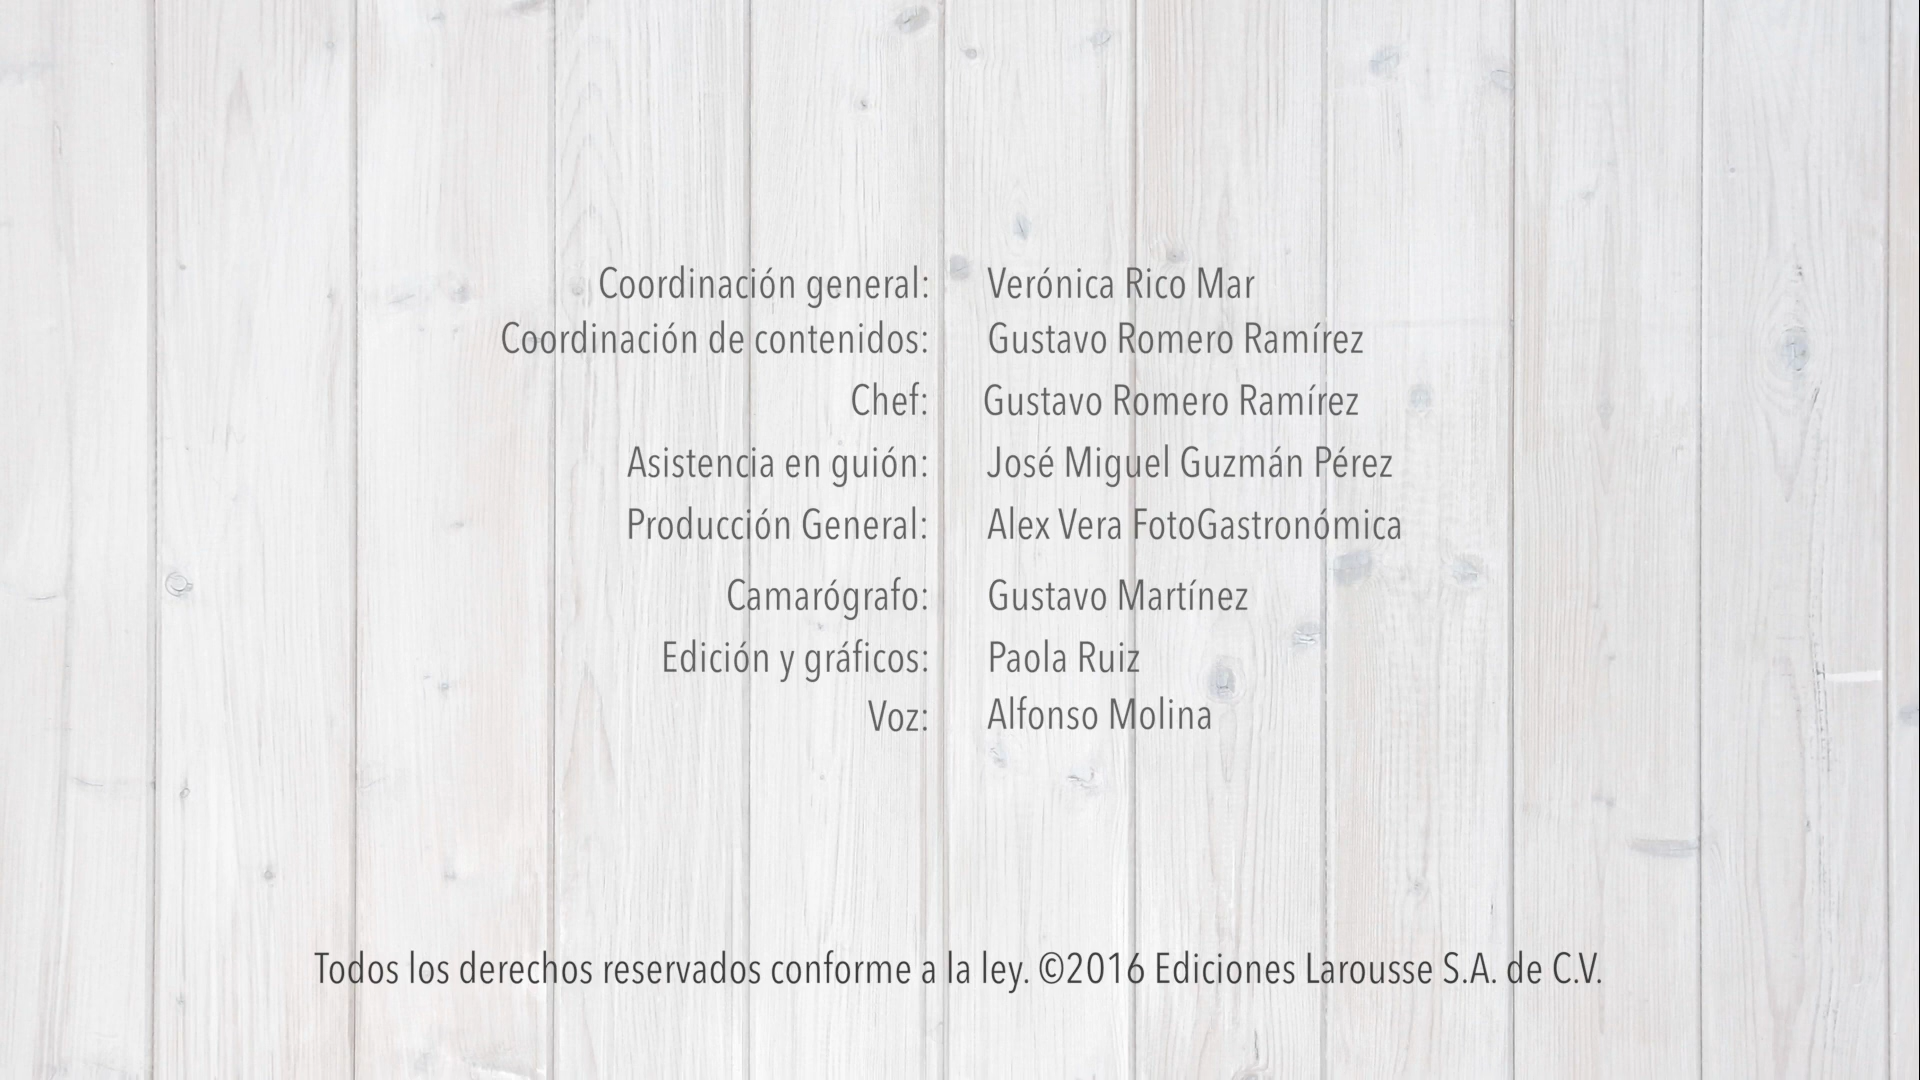 Coordinación general: Verónica Rico Mar
Coordinación de contenidos: Gustavo Romero Ramírez
Chef: Gustavo Romero Ramírez
Asistencia en guión: José Miguel Guzmán Pérez
Producción General: Alex Vera FotoGastronómica
Camarógrafo: Gustavo Martínez
Edición y gráficos: Paola Ruiz
Voz: Alfonso Molina
Todos los derechos reservados conforme a la ley. ©2016 Ediciones Larousse S.A. de C.V.